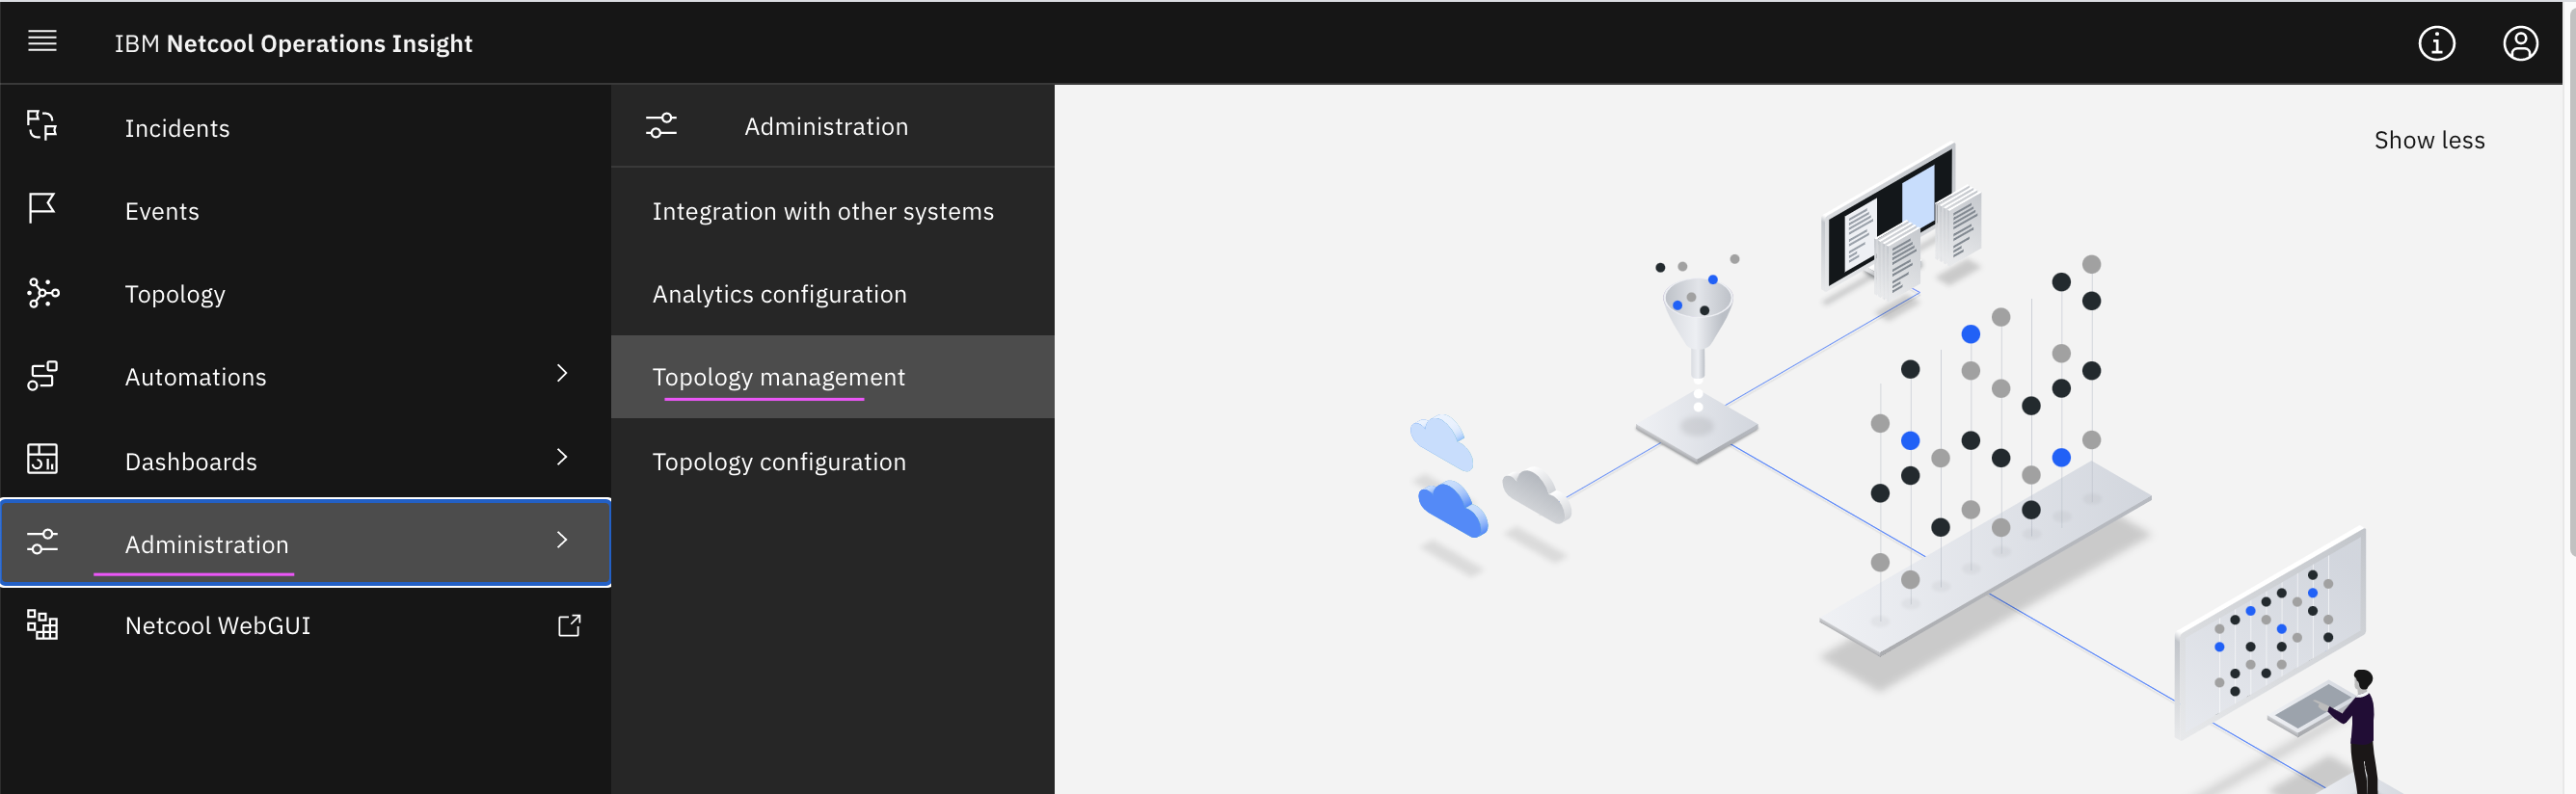 IBM Netcool Operations Insight
Incidents
Events
Topology
Automations
Dashboards
Administration
Netcool WebGUI
Administration
Integration with other systems
Analytics configuration
Topology management
Topology configuration
Show less